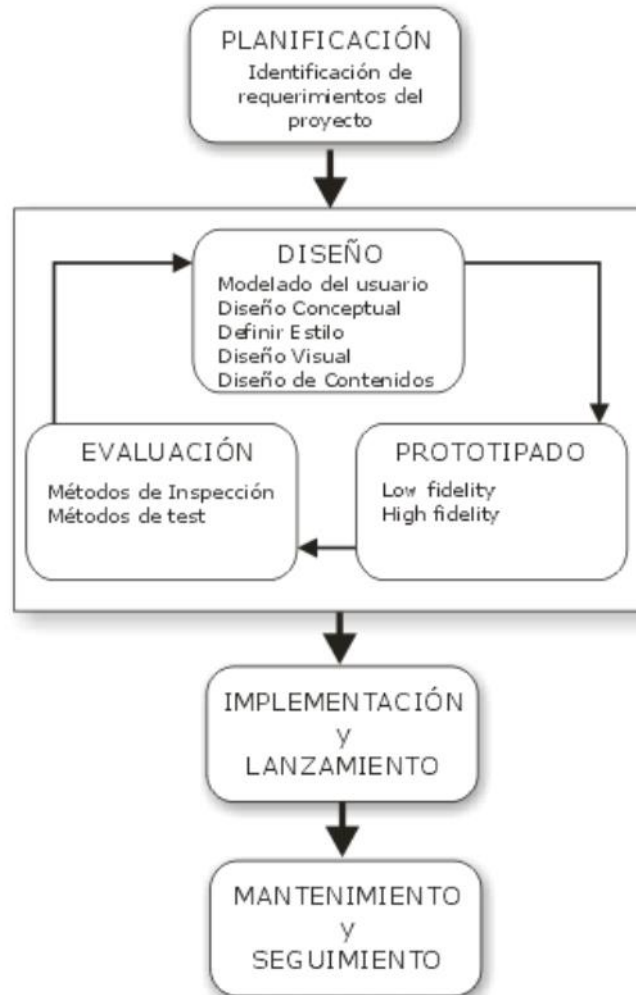 PLANIFICACIÓN
Identificación de
requerimientos del
proyecto
DISEÑO
Modelado del usuario
Diseño Conceptual
Definir Estilo
Diseño Visual
Diseño de Contenidos
EVALUACIÓN
Métodos de Inspección
Métodos de test
PROTOTIPADO
Low fidelity
High fidelity
IMPLEMENTACIÓN
y
LANZAMIENTO
MANTENIMIENTO
y
SEGUIMIENTO